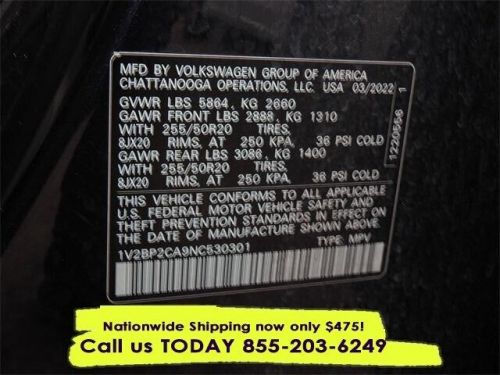 MFD BY VOLKSWAGEN GROUP OF AMERICA
CHATTANOOGA OPERATIONS, LLC. USA 03/2022 1
GVWR LBS 5864, KG 2660
GAWR FRONT LBS 2888, KG 1310
WITH 255/50R20 TIRES,
8JX20 RIMS, AT 250 KPA, 36 PSI COLD
GAWR REAR LBS 3086, KG 1400
WITH 255/50R20 TIRES,
8JX20 RIMS, AT 250 KPA, 36 PSI COLD
THIS VEHICLE CONFORMS TO ALL APPLICABLE
U.S. FEDERAL MOTOR VEHICLE SAFETY AND
THEFT PREVENTION STANDARDS IN EFFECT ON
THE DATE OF MANUFACTURE SHOWN ABOVE.
1V2BP2CA9NC530301 TYPE: MPV
Nationwide Shipping now only $475!
Call us TODAY 855-203-6249